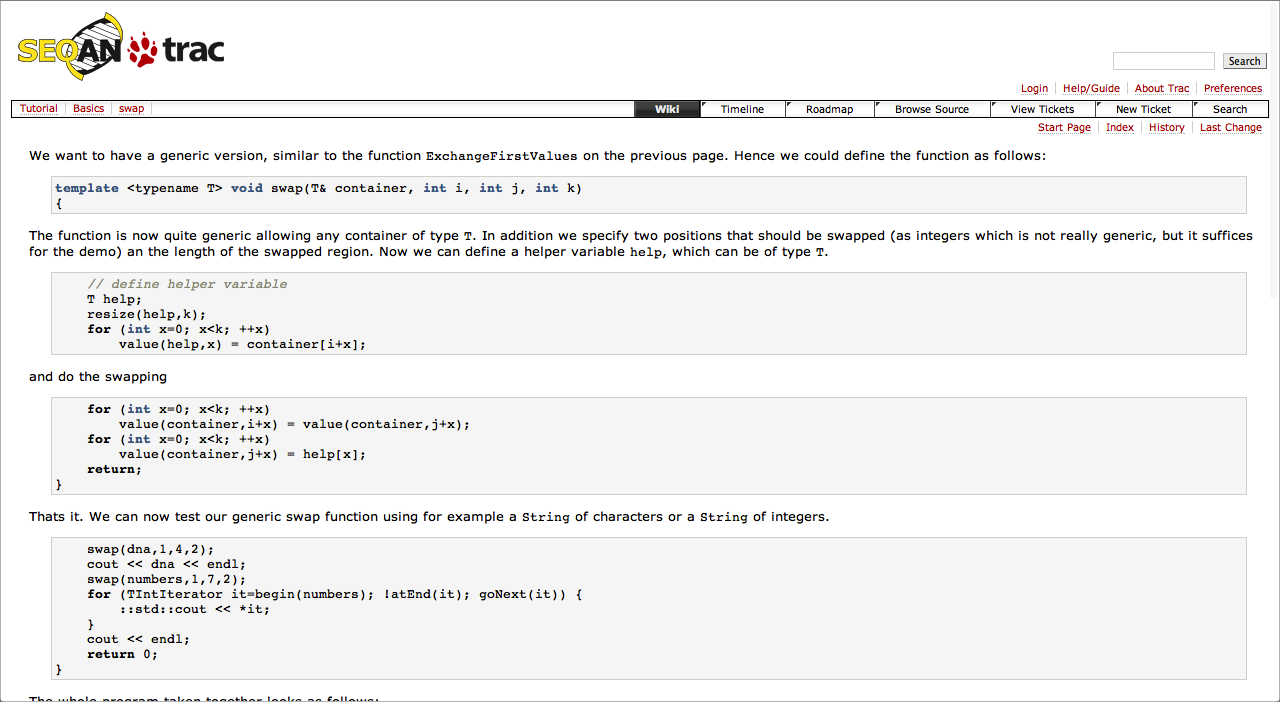 SEQAN trac
Search
Login Help/Guide About Trac Preferences
Tutorial Basics swap Wiki Timeline Roadmap Browse Source View Tickets New Ticket Search
Start Page Index History Last Change
We want to have a generic version, similar to the function ExchangeFirstValues on the previous page. Hence we could define the function as follows:
template <typename T> void swap(T& container, int i, int j, int k)
{
The function is now quite generic allowing any container of type T. In addition we specify two positions that should be swapped (as integers which is not really generic, but it suffices
for the demo) an the length of the swapped region. Now we can define a helper variable help, which can be of type T.
// define helper variable
T help;
resize(help,k);
for (int x=0; x<k; ++x)
value(help,x) = container[i+x];
and do the swapping
for (int x=0; x<k; ++x)
value(container,i+x) = value(container,j+x);
for (int x=0; x<k; ++x)
value(container,j+x) = help[x];
return;
}
Thats it. We can now test our generic swap function using for example a String of characters or a String of integers.
swap(dna,1,4,2);
cout << dna << endl;
swap(numbers,1,7,2);
for (TIntIterator it=begin(numbers); !atEnd(it); goNext(it)) {
::std::cout << *it;
}
cout << endl;
return 0;
}
The whole program taken together looks as follows: